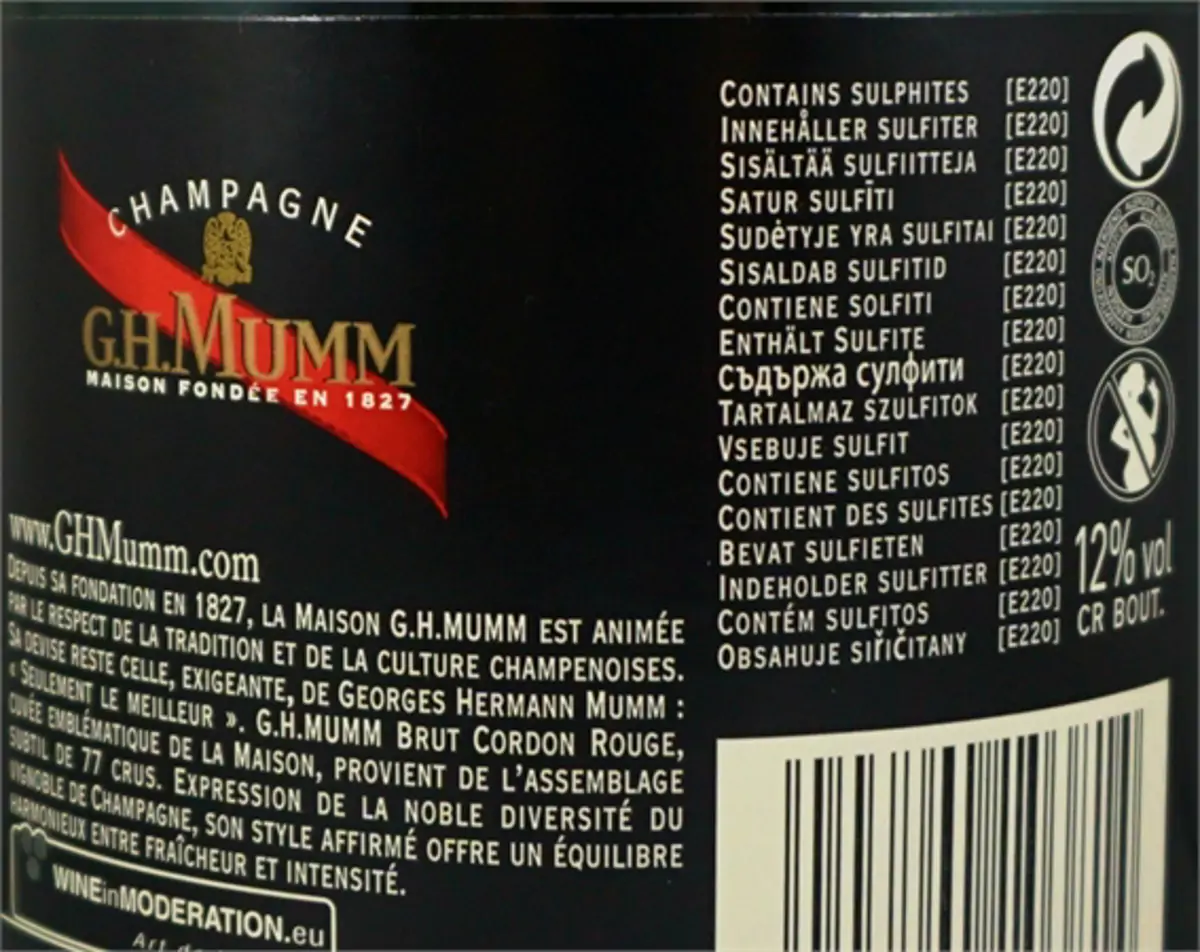 CHAMPAGNE
G.H. MUMM
MAISON FONDÉE EN 1827
www.GHMumm.com
DEPUIS SA FONDATION EN 1827, LA MAISON G.H.MUMM EST ANIMÉE
PAR LE RESPECT DE LA TRADITION ET DE LA CULTURE CHAMPENOISES.
SA DEVISE RESTE CELLE, EXIGEANTE, DE GEORGES HERMANN MUMM :
« SEULEMENT LE MEILLEUR ». G.H.MUMM BRUT CORDON ROUGE,
CUVÉE EMBLÉMATIQUE DE LA MAISON, PROVIENT DE L'ASSEMBLAGE
SUBTIL DE 77 CRUS. EXPRESSION DE LA NOBLE DIVERSITÉ DU
VIGNOBLE DE CHAMPAGNE, SON STYLE AFFIRMÉ OFFRE UN ÉQUILIBRE
HARMONIEUX ENTRE FRAÎCHEUR ET INTENSITÉ.
WINEinMODERATION.eu
Art de
CONTAINS SULPHITES [E220]
INNEHÅLLER SULFITER [E220]
SISÄLTÄÄ SULFIITTEJA [E220]
SATUR SULFĪTI [E220]
SUDĖTYJE YRA SULFITAI [E220]
SISALDAB SULFITID [E220]
CONTIENE SOLFITI [E220]
ENTHÄLT SULFITE [E220]
съдържа сулфити [E220]
TARTALMAZ SZULFITOK [E220]
VSEBUJE SULFIT [E220]
CONTIENE SULFITOS [E220]
CONTIENT DES SULFITES [E220]
BEVAT SULFIETEN [E220]
INDEHOLDER SULFITTER [E220]
CONTÉM SULFITOS [E220]
OBSAHUJE SIŘIČITANY [E220]
SO2
12% vol
CR BOUT.